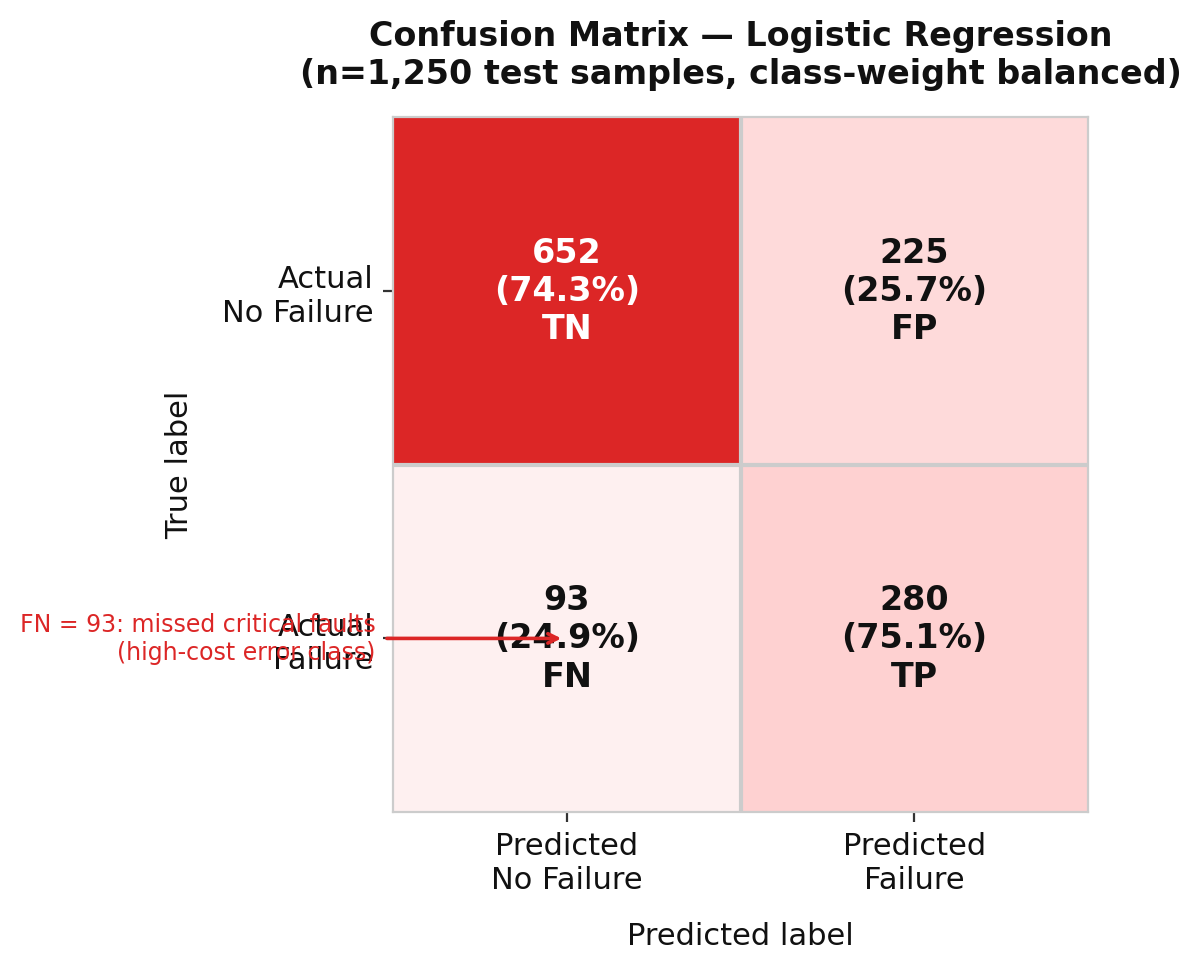 Confusion Matrix — Logistic Regression
(n=1,250 test samples, class-weight balanced)
Actual
No Failure
652
(74.3%)
TN
225
(25.7%)
FP
True label
FN = 93: missed critical faults
(high-cost error class)
Actual
Failure
93
(24.9%)
FN
280
(75.1%)
TP
Predicted
No Failure
Predicted
Failure
Predicted label